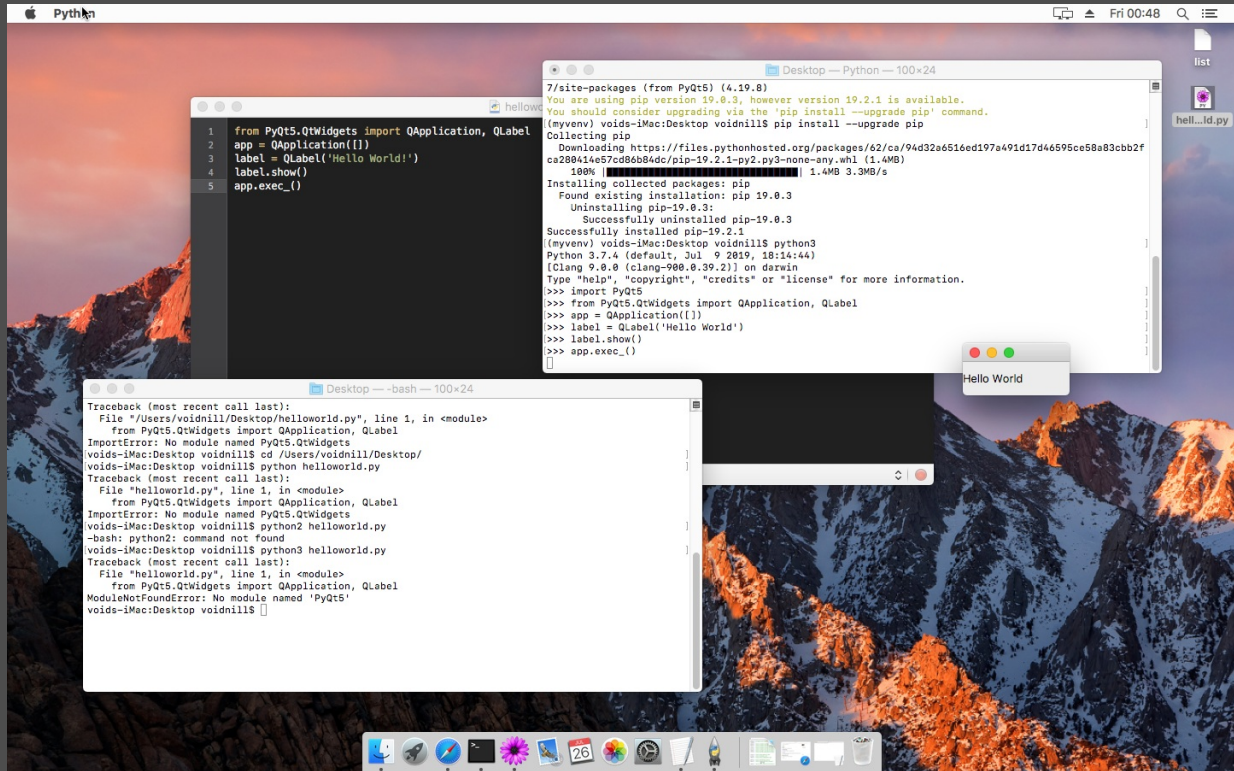 Python
Fri 00:48
list
hell...ld.py
1 from PyQt5.QtWidgets import QApplication, QLabel
2 app = QApplication([])
3 label = QLabel('Hello World!')
4 label.show()
5 app.exec_()
Desktop — Python — 100×24
7/site-packages (from PyQt5) (4.19.8)
You are using pip version 19.0.3, however version 19.2.1 is available.
You should consider upgrading via the 'pip install --upgrade pip' command.
[(myvenv) voids-iMac:Desktop voidnill$ pip install --upgrade pip ]
Collecting pip
Downloading https://files.pythonhosted.org/packages/62/ca/94d32a6516ed197a491d17d46595ce58a83cbb2f
ca280414e57cd86b84dc/pip-19.2.1-py2.py3-none-any.whl (1.4MB)
100% || 1.4MB 3.3MB/s
Installing collected packages: pip
Found existing installation: pip 19.0.3
Uninstalling pip-19.0.3:
Successfully uninstalled pip-19.0.3
Successfully installed pip-19.2.1
[(myvenv) voids-iMac:Desktop voidnill$ python3 ]
Python 3.7.4 (default, Jul  9 2019, 18:14:44)
[Clang 9.0.0 (clang-900.0.39.2)] on darwin
Type "help", "copyright", "credits" or "license" for more information.
[>>> import PyQt5 ]
[>>> from PyQt5.QtWidgets import QApplication, QLabel ]
[>>> app = QApplication([]) ]
[>>> label = QLabel('Hello World') ]
[>>> label.show() ]
[>>> app.exec_() ]
Hello World
Desktop — -bash — 100×24
Traceback (most recent call last):
File "/Users/voidnill/Desktop/helloworld.py", line 1, in <module>
from PyQt5.QtWidgets import QApplication, QLabel
ImportError: No module named PyQt5.QtWidgets
[voids-iMac:Desktop voidnill$ cd /Users/voidnill/Desktop/ ]
[voids-iMac:Desktop voidnill$ python helloworld.py ]
Traceback (most recent call last):
File "helloworld.py", line 1, in <module>
from PyQt5.QtWidgets import QApplication, QLabel
ImportError: No module named PyQt5.QtWidgets
[voids-iMac:Desktop voidnill$ python2 helloworld.py ]
-bash: python2: command not found
[voids-iMac:Desktop voidnill$ python3 helloworld.py ]
Traceback (most recent call last):
File "helloworld.py", line 1, in <module>
from PyQt5.QtWidgets import QApplication, QLabel
ModuleNotFoundError: No module named 'PyQt5'
voids-iMac:Desktop voidnill$
26